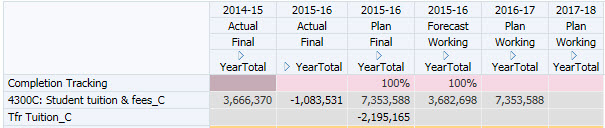 2014-15 2015-16 2015-16 2015-16 2016-17 2017-18
Actual Actual Plan Forecast Plan Plan
Final Final Final Working Working Working
YearTotal YearTotal YearTotal YearTotal YearTotal YearTotal
Completion Tracking 100% 100%
4300C: Student tuition & fees_C 3,666,370 -1,083,531 7,353,588 3,682,698 7,353,588
Tfr Tuition_C -2,195,165